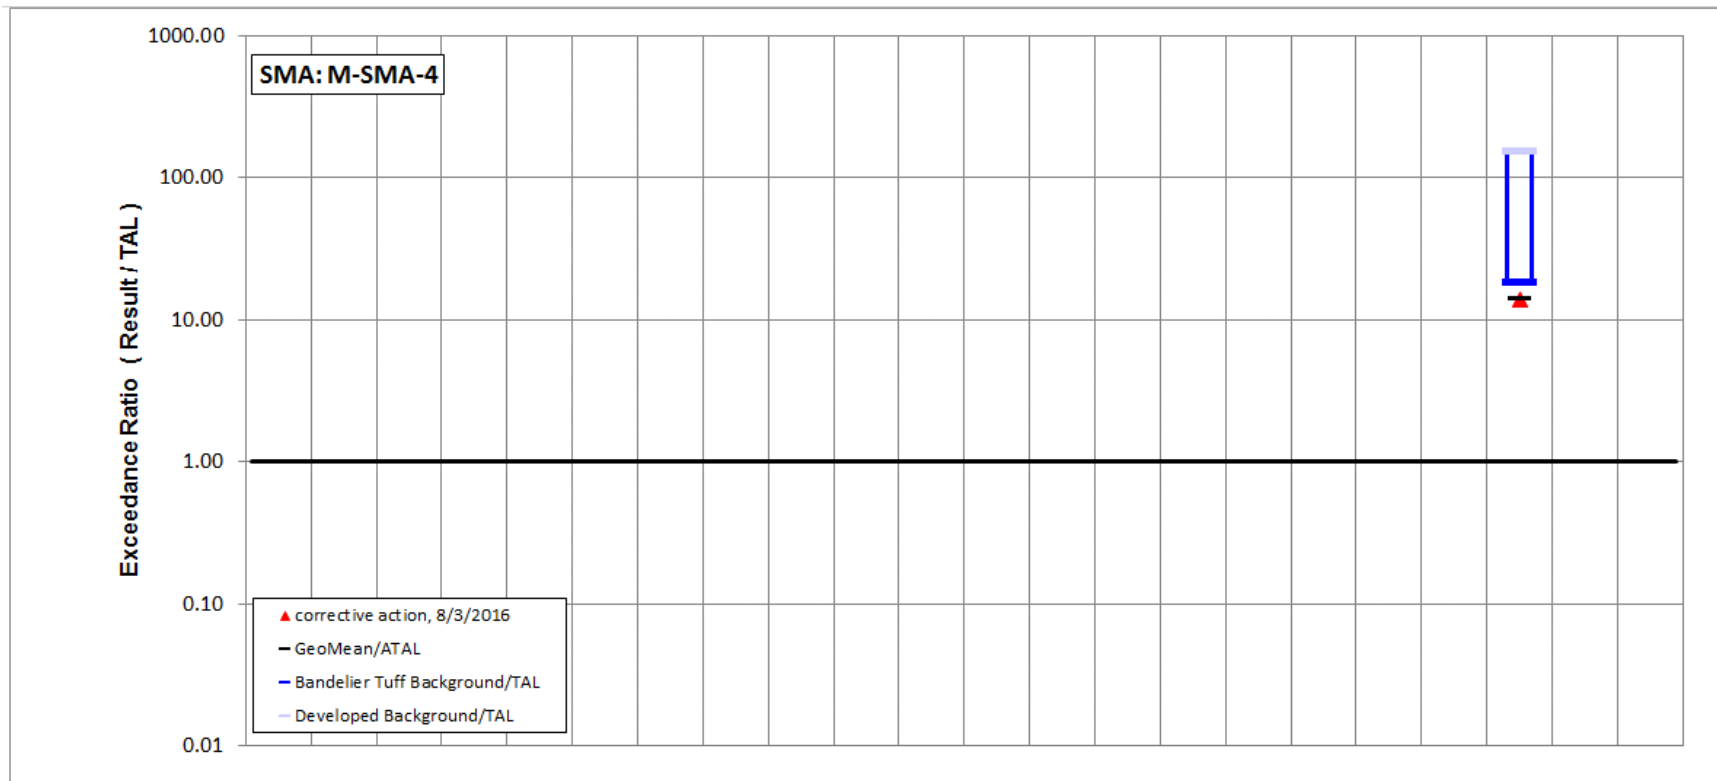 1000.00
SMA: M-SMA-4
100.00
10.00
1.00
0.10
0.01
Exceedance Ratio ( Result / TAL )
corrective action, 8/3/2016
GeoMean/ATAL
Bandelier Tuff Background/TAL
Developed Background/TAL